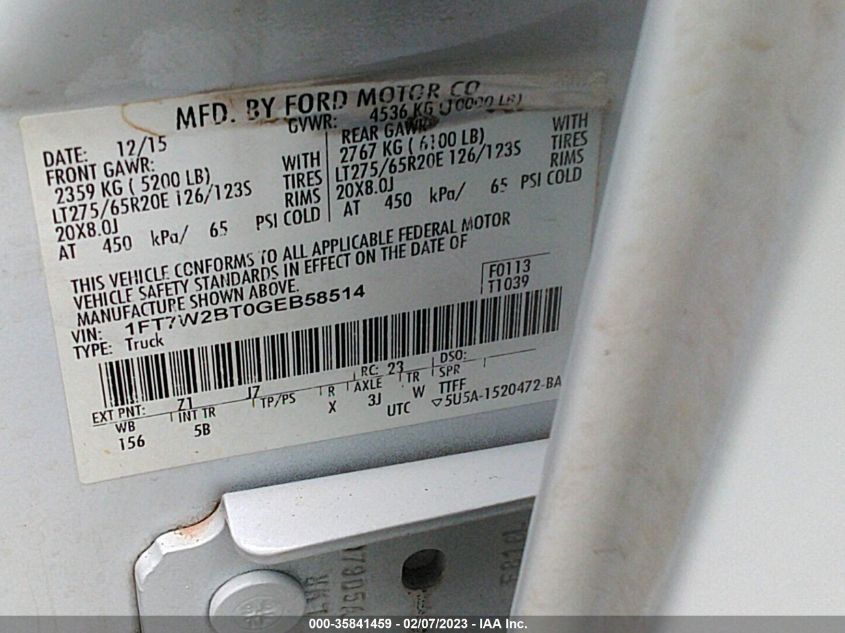 MFD. BY FORD MOTOR CO.
DATE: 12/15 GVWR: 4536 KG (10000 LB)
FRONT GAWR: REAR GAWR:
2359 KG ( 5200 LB) WITH 2767 KG ( 6100 LB) WITH
LT275/65R20E 126/123S TIRES LT275/65R20E 126/123S TIRES
20X8.0J RIMS 20X8.0J RIMS
AT 450 kPa/ 65 PSI COLD AT 450 kPa/ 65 PSI COLD
THIS VEHICLE CONFORMS TO ALL APPLICABLE FEDERAL MOTOR
VEHICLE SAFETY STANDARDS IN EFFECT ON THE DATE OF
MANUFACTURE SHOWN ABOVE.
F0113
T1039
VIN: 1FT7W2BT0GEB58514
TYPE: Truck
EXT PNT: Z1 J7 RC: 23 DSO:
WB INT TR TP/PS R AXLE TR SPR
156 5B X 3J W TTFF
UTC ▽5U5A-1520472-BA
000-35841459 - 02/07/2023 - IAA Inc.